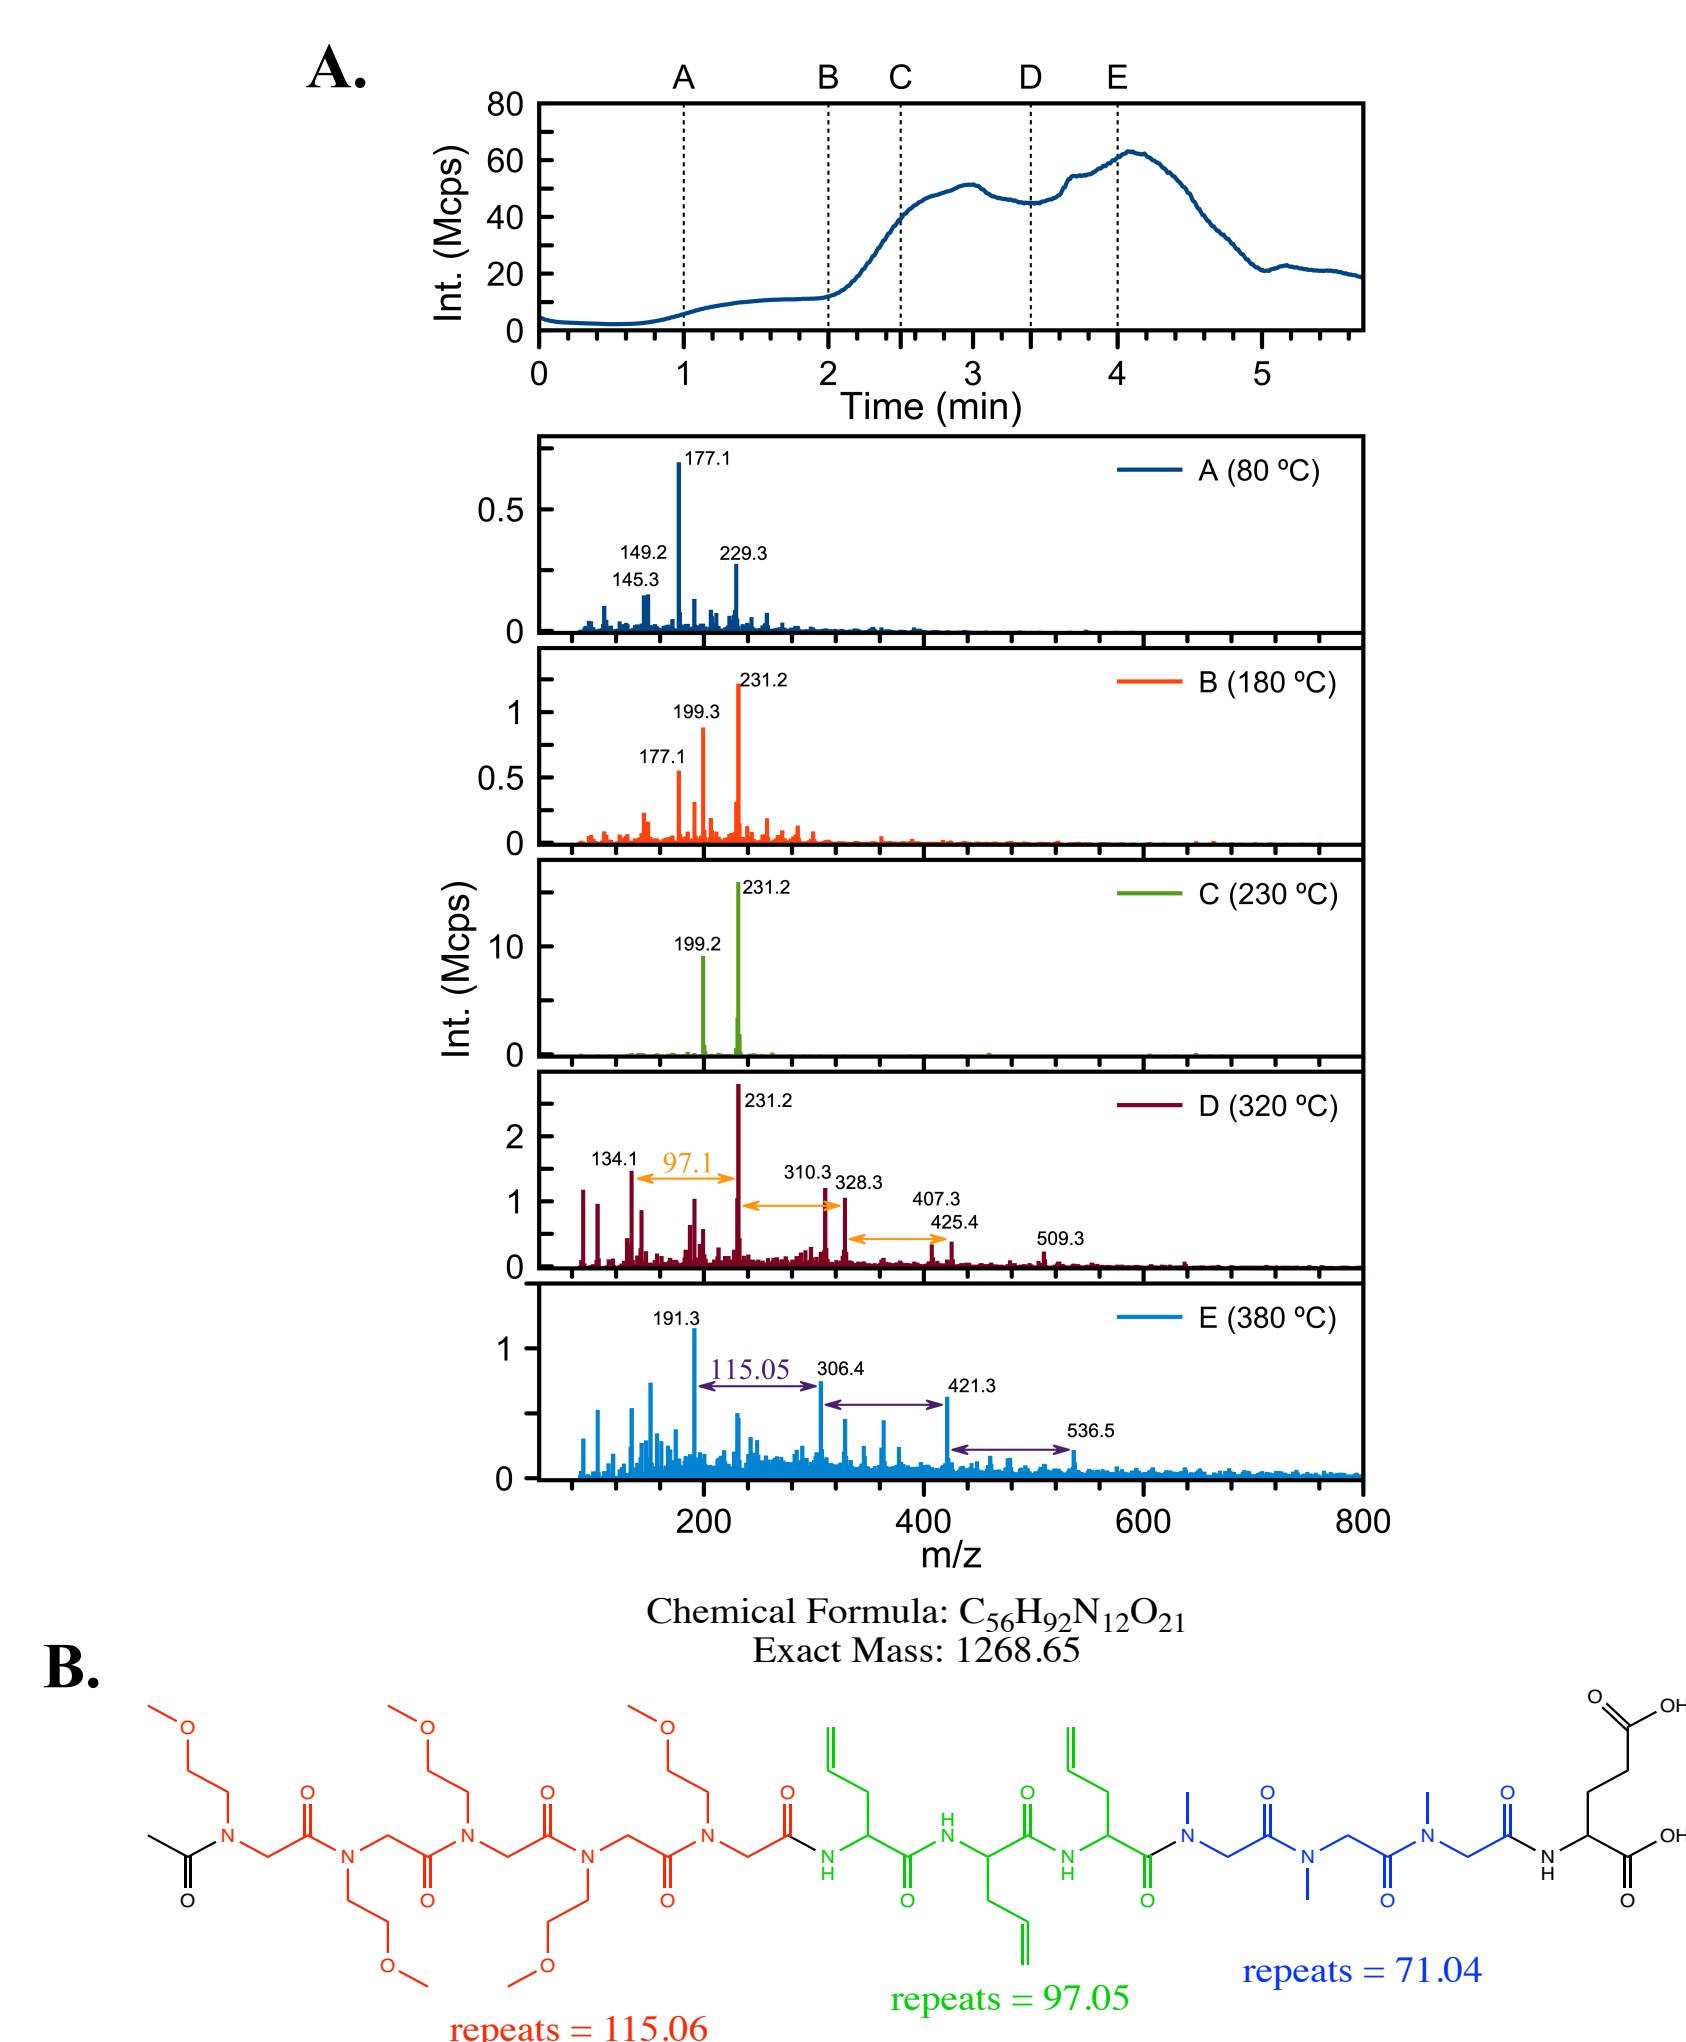 A.
A B C D E
80
60
40
20
0
Int. (Mcps)
0 1 2 3 4 5
Time (min)
A (80 ºC)
177.1
0.5
149.2
229.3
145.3
0
B (180 ºC)
231.2
1
199.3
177.1
0.5
0
C (230 ºC)
231.2
10
199.2
0
Int. (Mcps)
D (320 ºC)
231.2
2
134.1
97.1
310.3
328.3
1
407.3
425.4
509.3
0
E (380 ºC)
191.3
1
115.05
306.4
421.3
536.5
0
200 400 600 800
m/z
Chemical Formula: C56H92N12O21
Exact Mass: 1268.65
B.
O O O O OH
O O O O O O
H
N N N N N OH
N N N N N N
H H H
O O O O O O O O
O O
repeats = 71.04
repeats = 97.05
repeats = 115.06